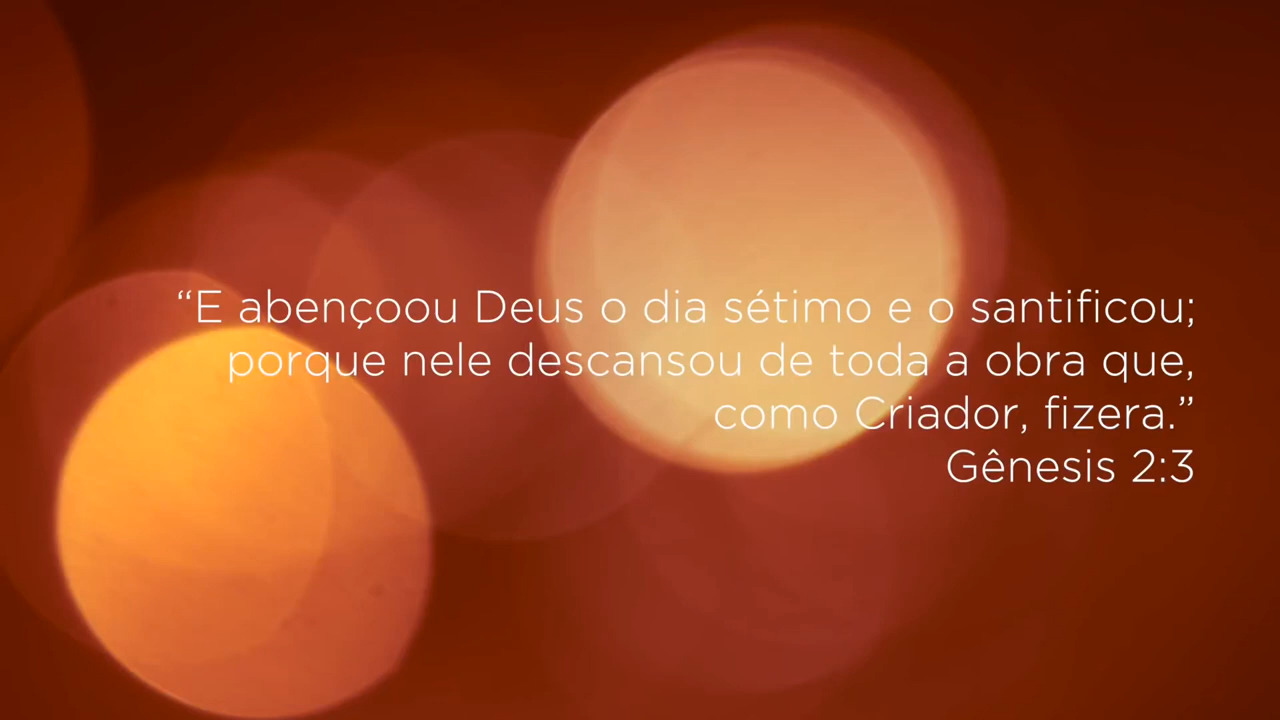 “E abençoou Deus o dia sétimo e o santificou;
porque nele descansou de toda a obra que,
como Criador, fizera.”
Gênesis 2:3